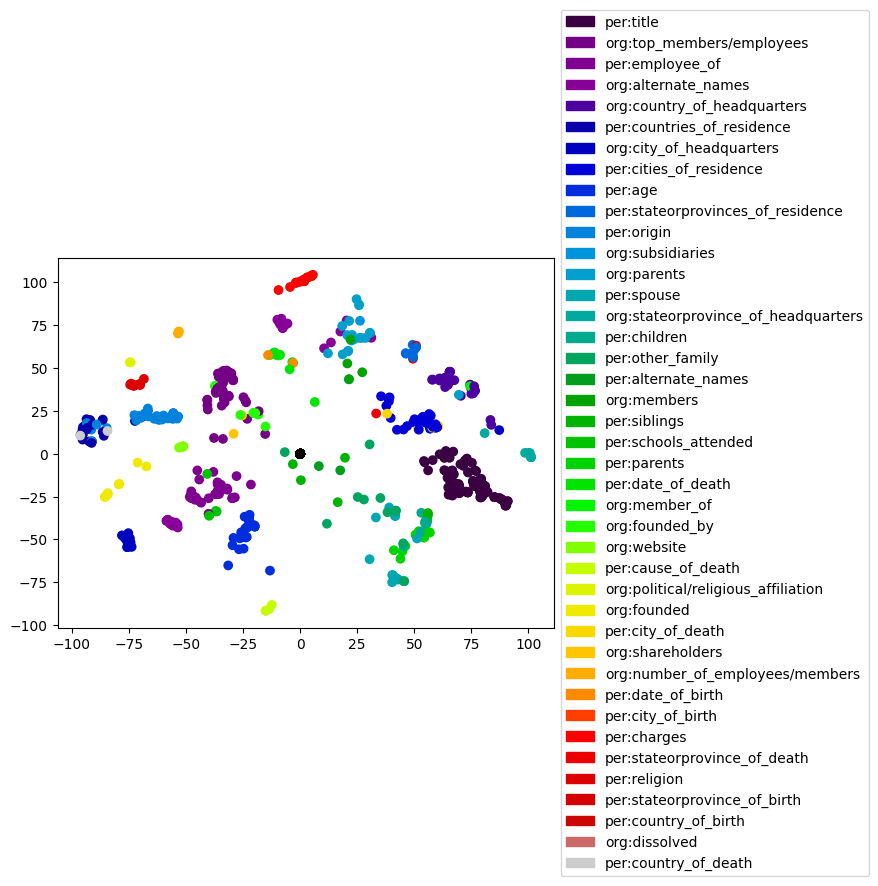 100
75
50
25
0
−25
−50
−75
−100
−100 −75 −50 −25 0 25 50 75 100
per:title
org:top_members/employees
per:employee_of
org:alternate_names
org:country_of_headquarters
per:countries_of_residence
org:city_of_headquarters
per:cities_of_residence
per:age
per:stateorprovinces_of_residence
per:origin
org:subsidiaries
org:parents
per:spouse
org:stateorprovince_of_headquarters
per:children
per:other_family
per:alternate_names
org:members
per:siblings
per:schools_attended
per:parents
per:date_of_death
org:member_of
org:founded_by
org:website
per:cause_of_death
org:political/religious_affiliation
org:founded
per:city_of_death
org:shareholders
org:number_of_employees/members
per:date_of_birth
per:city_of_birth
per:charges
per:stateorprovince_of_death
per:religion
per:stateorprovince_of_birth
per:country_of_birth
org:dissolved
per:country_of_death